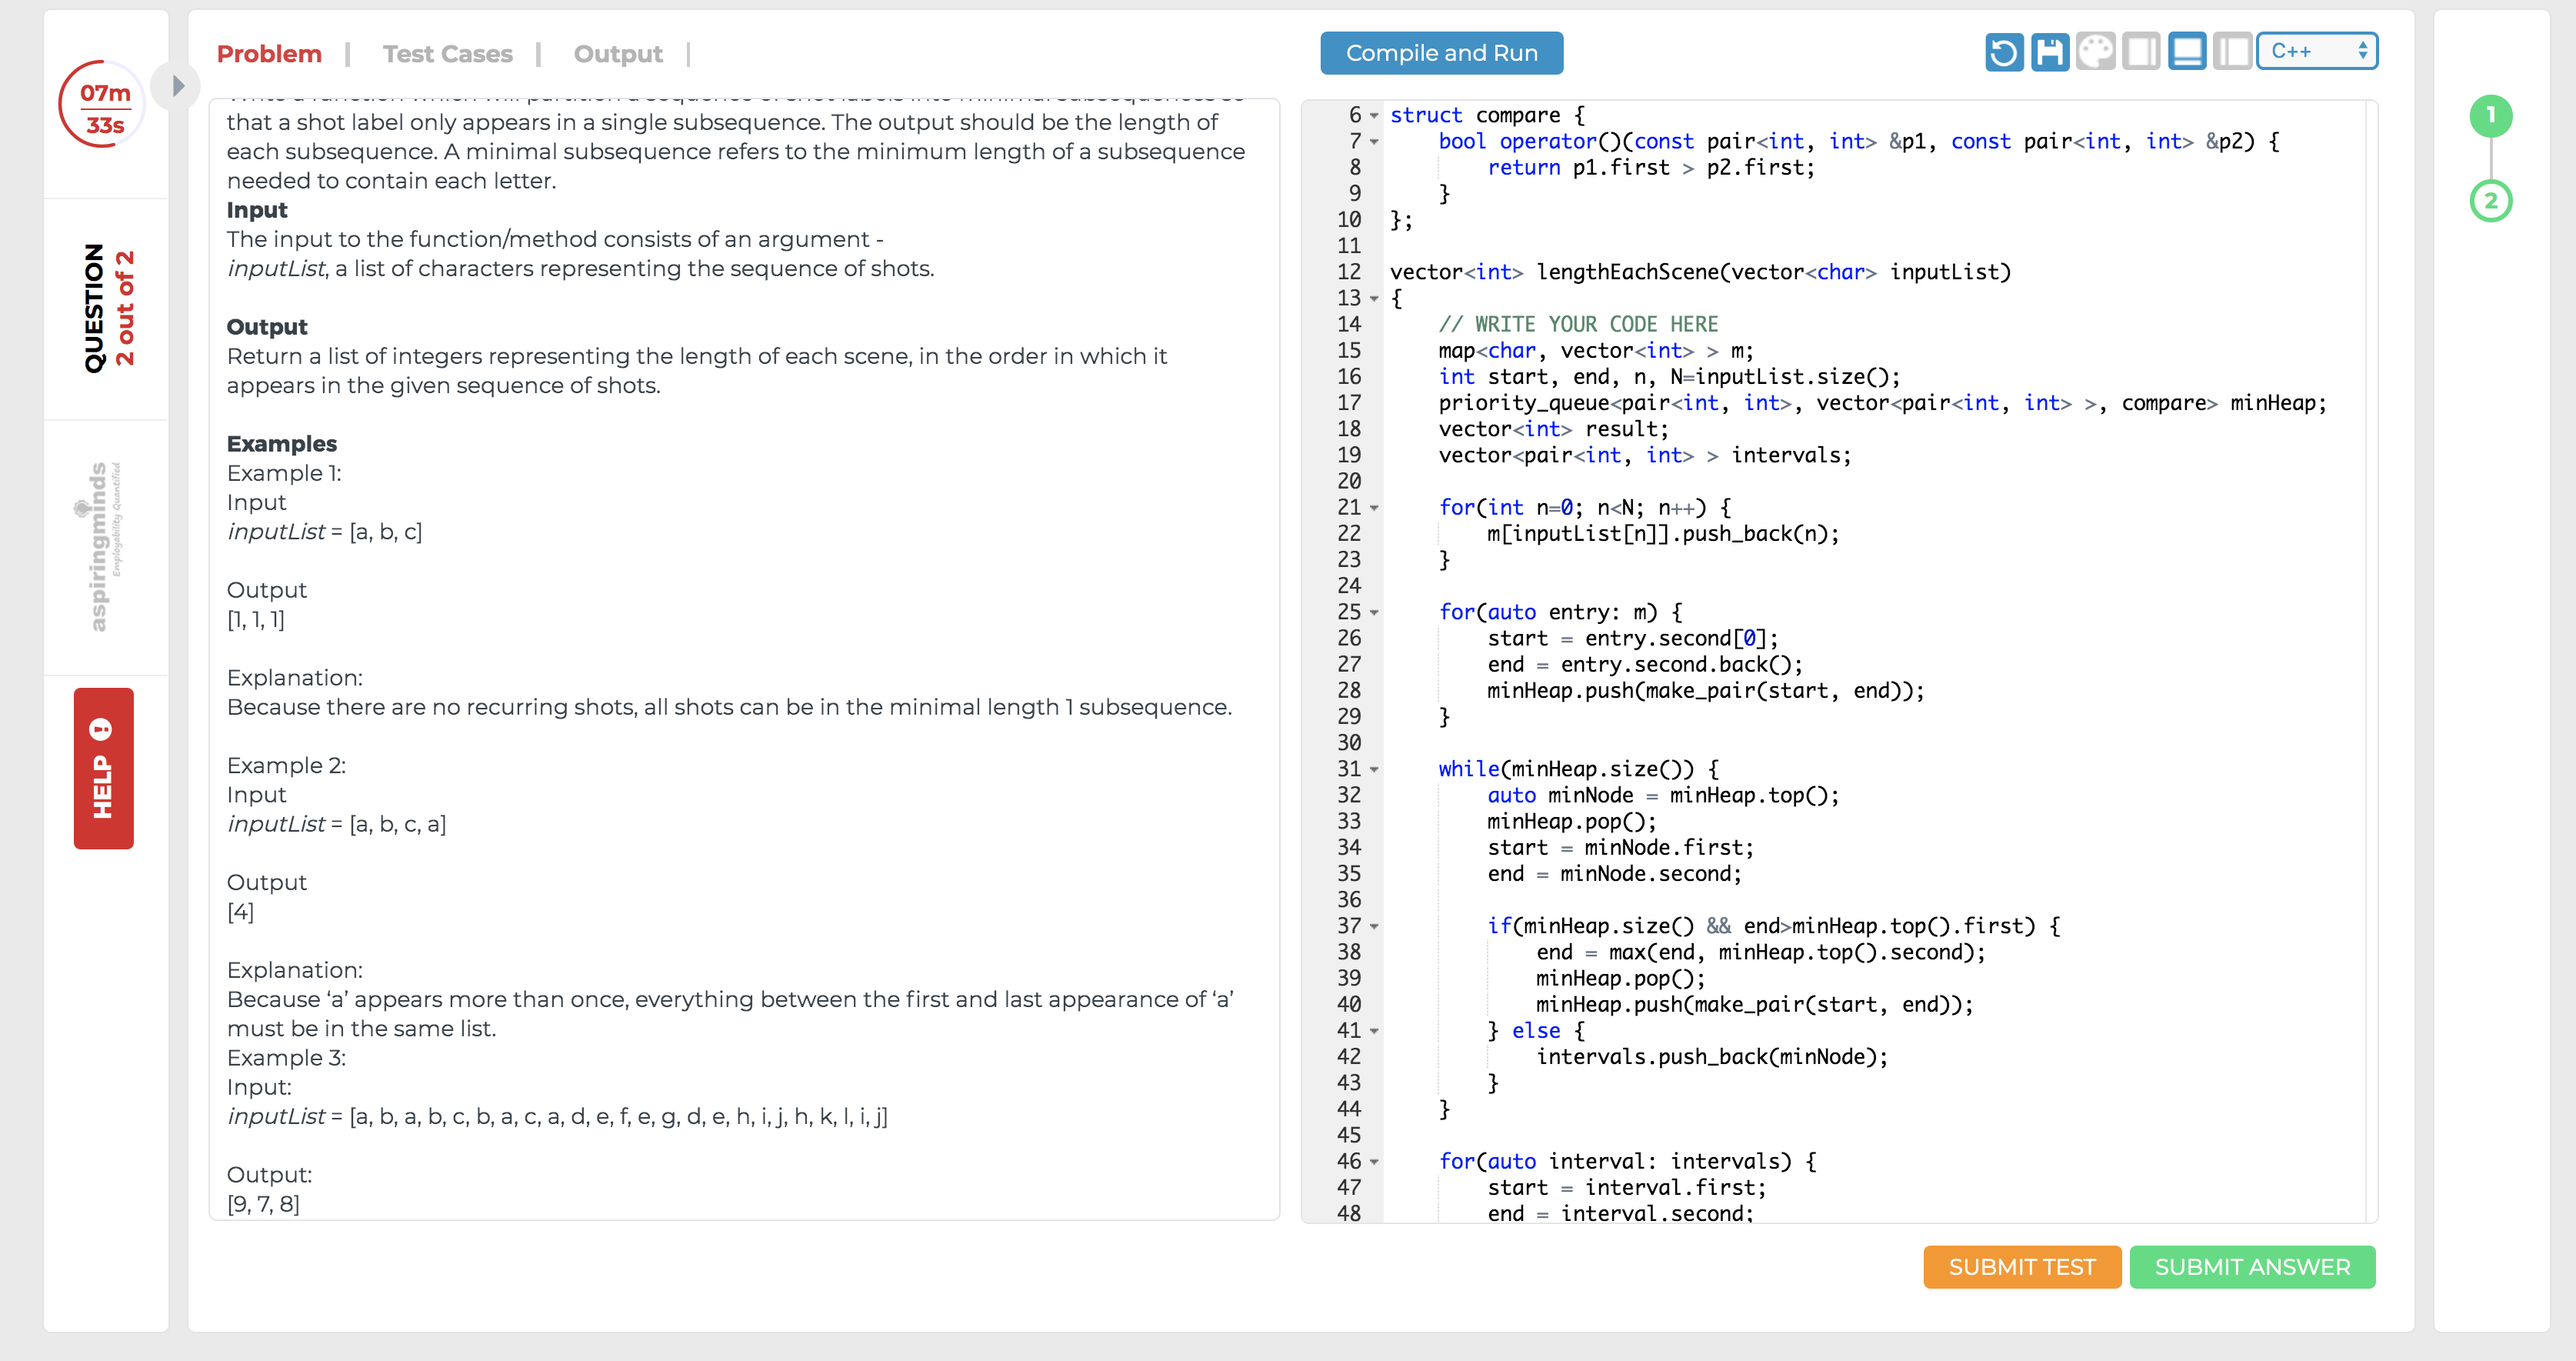 07m
33s
QUESTION
2 out of 2
aspiringminds
Employability Quantified
HELP
Problem | Test Cases | Output |
Write a function which will partition a sequence of shot labels into minimal subsequences so
that a shot label only appears in a single subsequence. The output should be the length of
each subsequence. A minimal subsequence refers to the minimum length of a subsequence
needed to contain each letter.
Input
The input to the function/method consists of an argument -
inputList, a list of characters representing the sequence of shots.
Output
Return a list of integers representing the length of each scene, in the order in which it
appears in the given sequence of shots.
Examples
Example 1:
Input
inputList = [a, b, c]
Output
[1, 1, 1]
Explanation:
Because there are no recurring shots, all shots can be in the minimal length 1 subsequence.
Example 2:
Input
inputList = [a, b, c, a]
Output
[4]
Explanation:
Because ‘a’ appears more than once, everything between the first and last appearance of ‘a’
must be in the same list.
Example 3:
Input:
inputList = [a, b, a, b, c, b, a, c, a, d, e, f, e, g, d, e, h, i, j, h, k, l, i, j]
Output:
[9, 7, 8]
Compile and Run
C++
6 struct compare {
7 bool operator()(const pair<int, int> &p1, const pair<int, int> &p2) {
8 return p1.first > p2.first;
9 }
10 };
11
12 vector<int> lengthEachScene(vector<char> inputList)
13 {
14 // WRITE YOUR CODE HERE
15 map<char, vector<int> > m;
16 int start, end, n, N=inputList.size();
17 priority_queue<pair<int, int>, vector<pair<int, int> >, compare> minHeap;
18 vector<int> result;
19 vector<pair<int, int> > intervals;
20
21 for(int n=0; n<N; n++) {
22 m[inputList[n]].push_back(n);
23 }
24
25 for(auto entry: m) {
26 start = entry.second[0];
27 end = entry.second.back();
28 minHeap.push(make_pair(start, end));
29 }
30
31 while(minHeap.size()) {
32 auto minNode = minHeap.top();
33 minHeap.pop();
34 start = minNode.first;
35 end = minNode.second;
36
37 if(minHeap.size() && end>minHeap.top().first) {
38 end = max(end, minHeap.top().second);
39 minHeap.pop();
40 minHeap.push(make_pair(start, end));
41 } else {
42 intervals.push_back(minNode);
43 }
44 }
45
46 for(auto interval: intervals) {
47 start = interval.first;
48 end = interval.second;
SUBMIT TEST
SUBMIT ANSWER
1
2